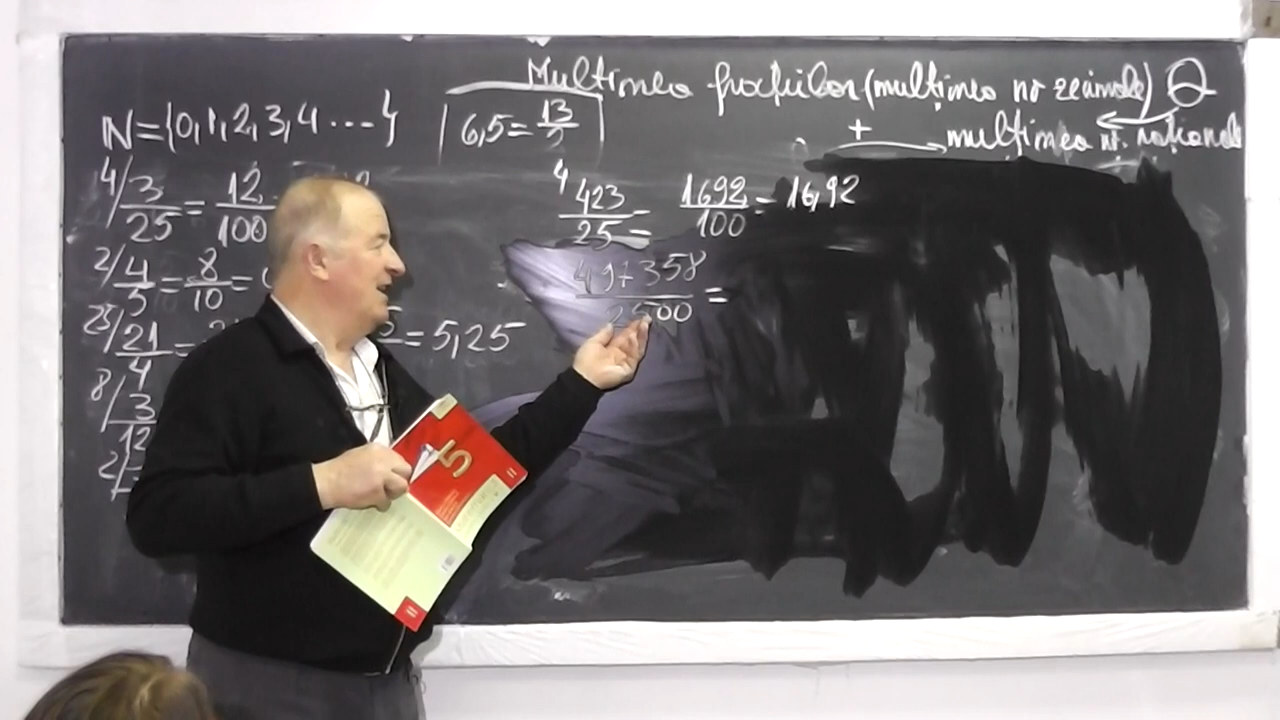 Mulțimea fracțiilor (mulțimea nr zecimale) Q
N={0,1,2,3,4 ....} 6,5=13/2
+ mulțimea nr. raționale
4/ 3/25 = 12/100
4/ 423/25 = 1692/100 = 16,92
2/ 4/5 = 8/10 =
497358/2500 =
25/ 21/4 = = 5,25
8/ 3/12
2/
5